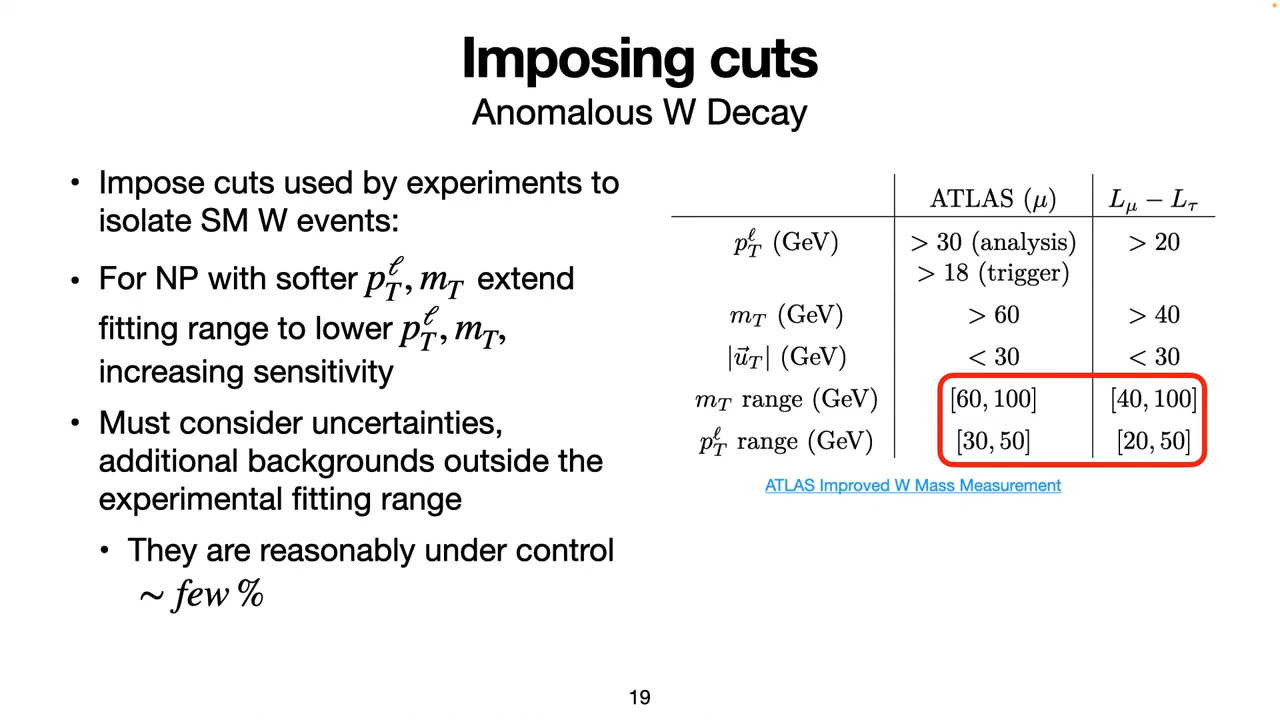 Imposing cuts
Anomalous W Decay
• Impose cuts used by experiments to
isolate SM W events:
• For NP with softer p_T^ℓ, m_T extend
fitting range to lower p_T^ℓ, m_T,
increasing sensitivity
• Must consider uncertainties,
additional backgrounds outside the
experimental fitting range
• They are reasonably under control
~ few %
ATLAS (μ) L_μ − L_τ
p_T^ℓ (GeV) > 30 (analysis) > 20
> 18 (trigger)
m_T (GeV) > 60 > 40
|u⃗_T| (GeV) < 30 < 30
m_T range (GeV) [60, 100] [40, 100]
p_T^ℓ range (GeV) [30, 50] [20, 50]
ATLAS Improved W Mass Measurement
19